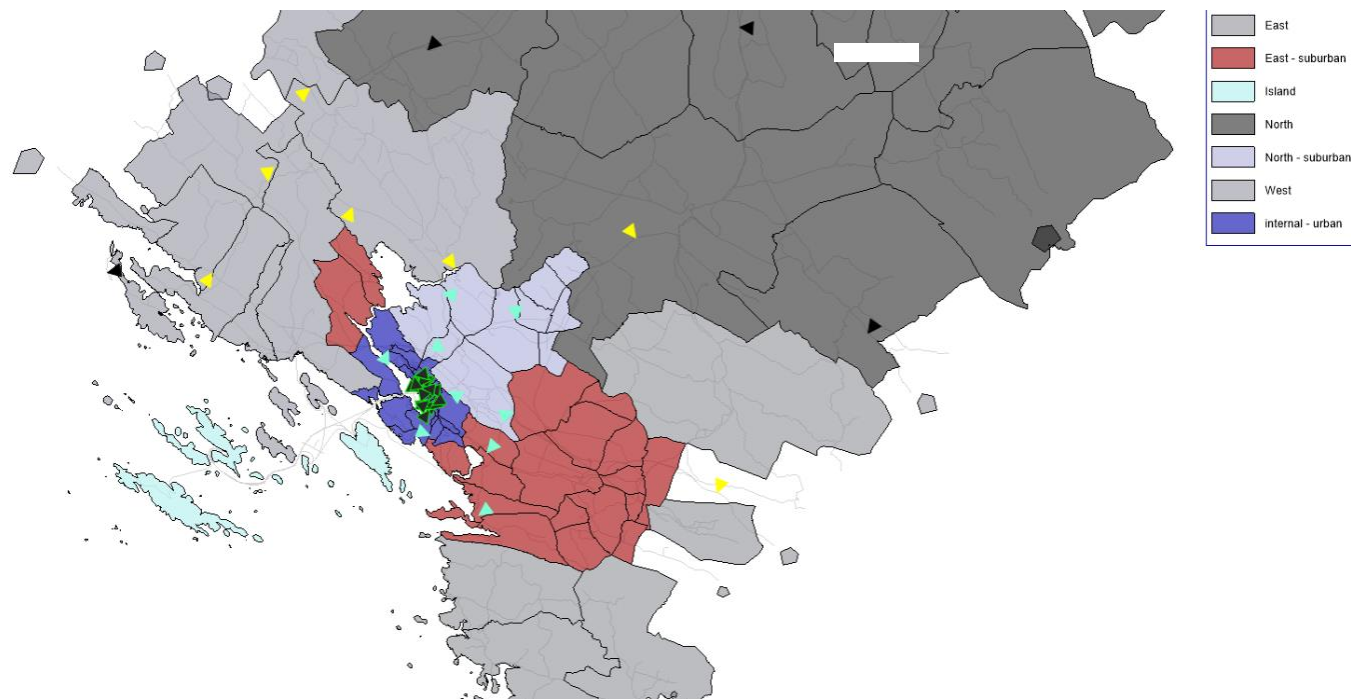 East
East - suburban
Island
North
North - suburban
West
internal - urban